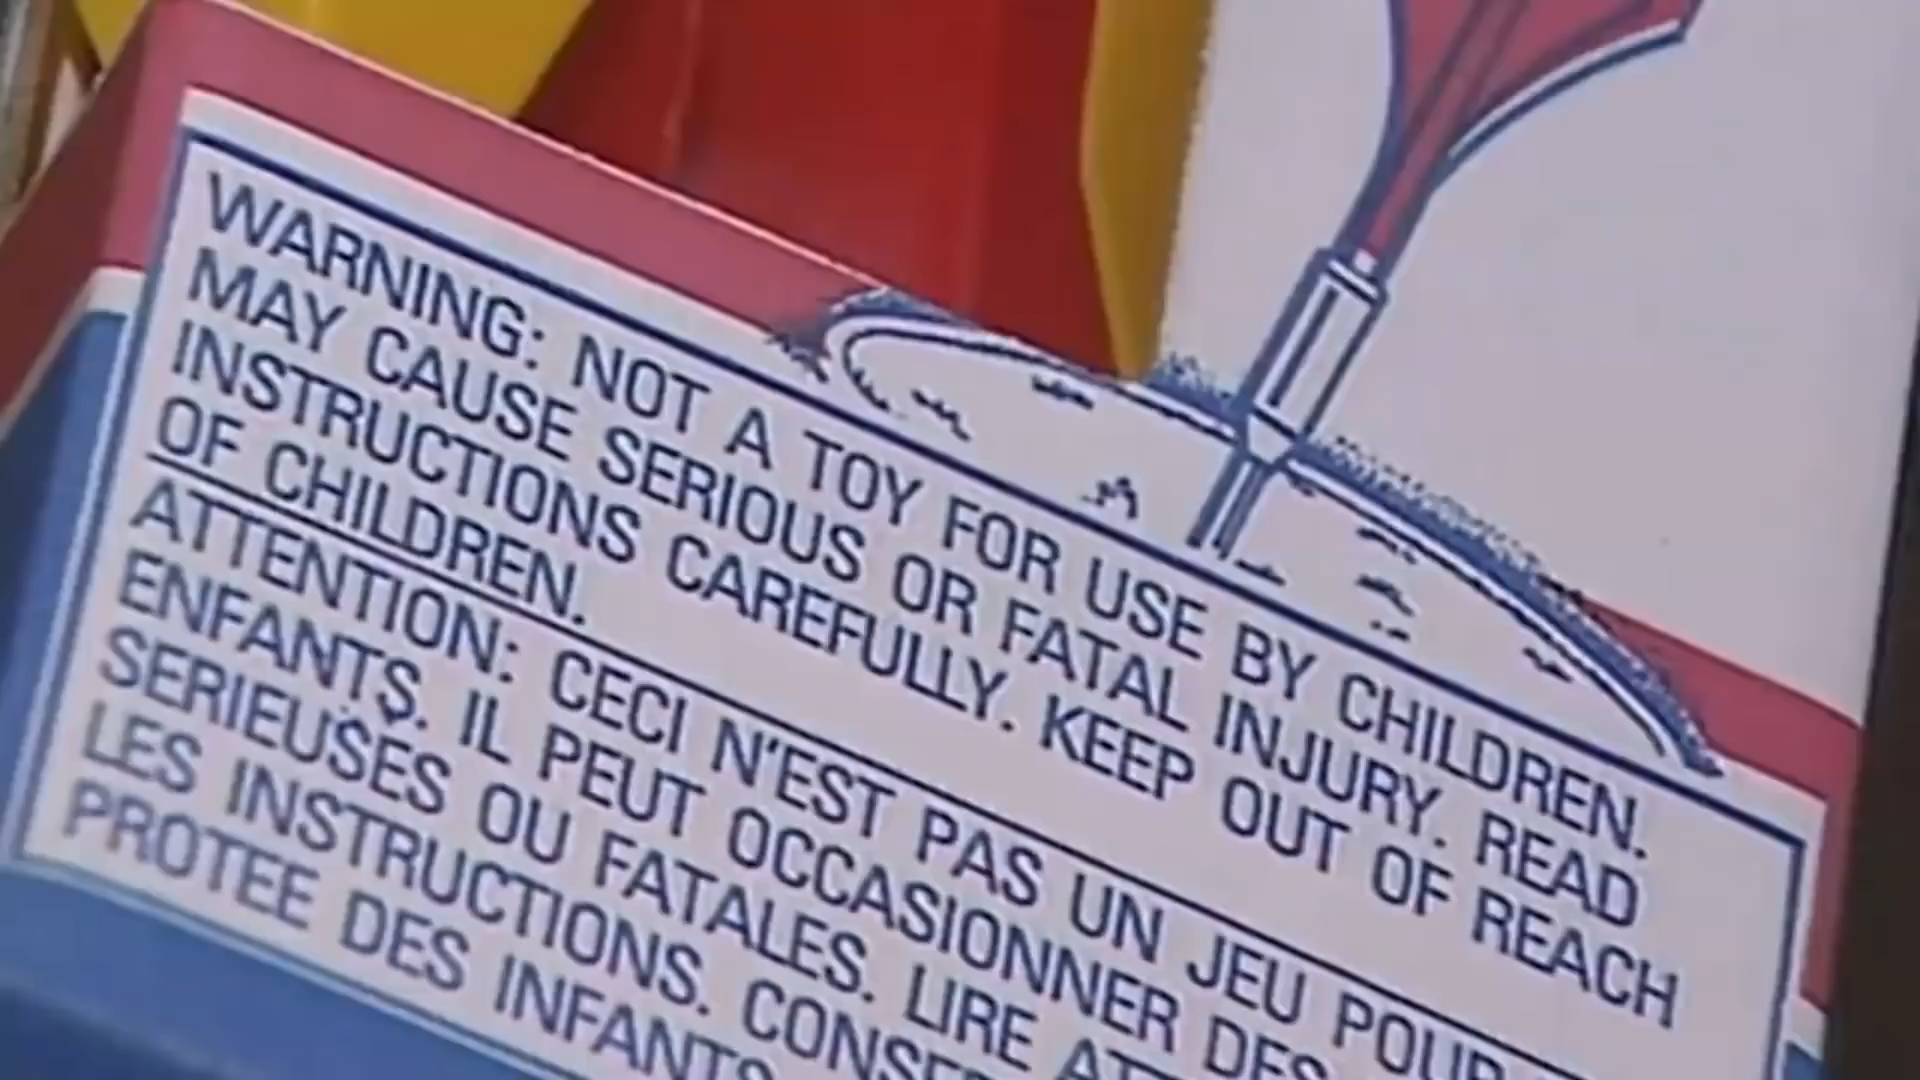 WARNING: NOT A TOY FOR USE BY CHILDREN.
MAY CAUSE SERIOUS OR FATAL INJURY. READ
INSTRUCTIONS CAREFULLY. KEEP OUT OF REACH
OF CHILDREN.
ATTENTION: CECI N'EST PAS UN JEU POUR
ENFANTS. IL PEUT OCCASIONNER DES
SERIEUSES OU FATALES. LIRE
LES INSTRUCTIONS.
PROTEE DES INFANTS